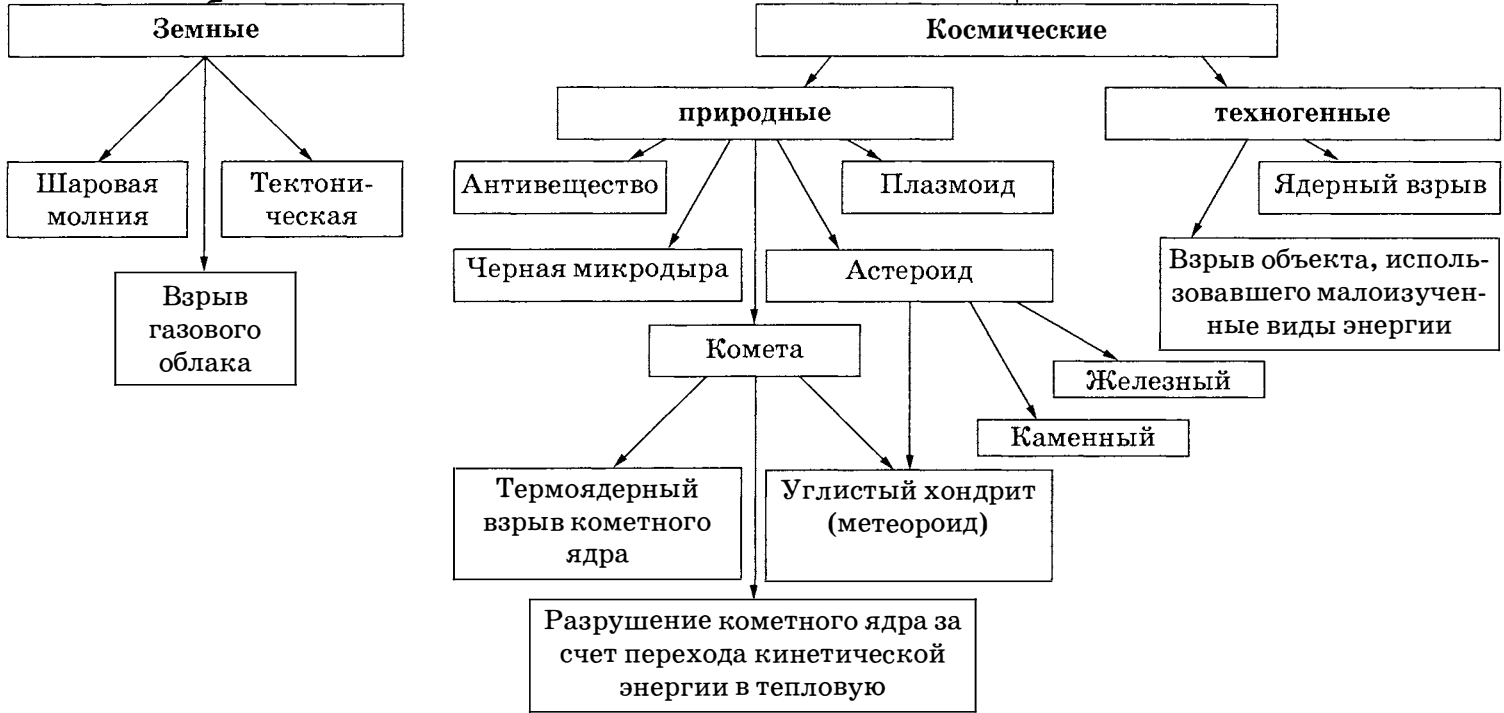 Земные
Космические
природные
техногенные
Шаровая
молния
Тектони-
ческая
Антивещество
Плазмоид
Ядерный взрыв
Взрыв
газового
облака
Черная микродыра
Астероид
Взрыв объекта, исполь-
зовавшего малоизучен-
ные виды энергии
Комета
Железный
Каменный
Термоядерный
взрыв кометного
ядра
Углистый хондрит
(метеороид)
Разрушение кометного ядра за
счет перехода кинетической
энергии в тепловую